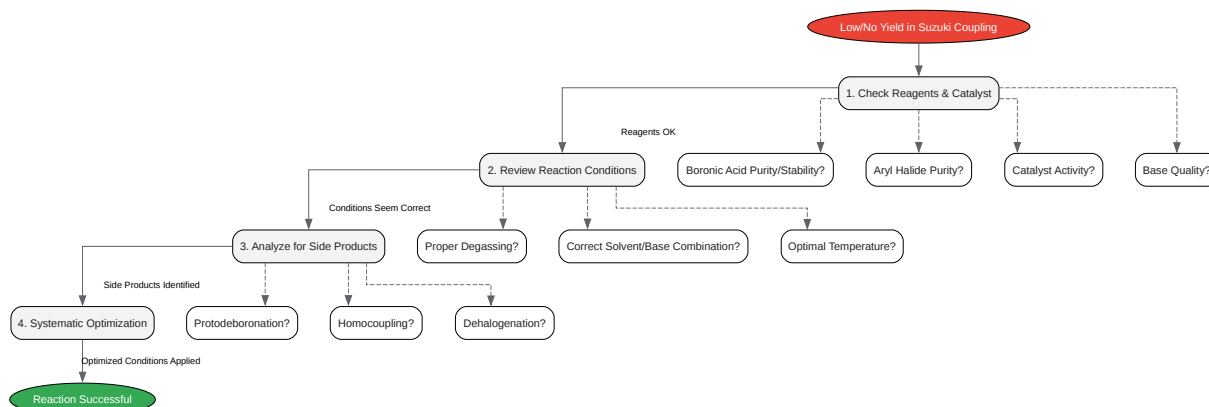 Low/No Yield in Suzuki Coupling
1. Check Reagents & Catalyst
Reagents OK
2. Review Reaction Conditions
Boronic Acid Purity/Stability?
Aryl Halide Purity?
Catalyst Activity?
Base Quality?
Conditions Seem Correct
3. Analyze for Side Products
Proper Degassing?
Correct Solvent/Base Combination?
Optimal Temperature?
Side Products Identified
4. Systematic Optimization
Protodeboronation?
Homocoupling?
Dehalogenation?
Optimized Conditions Applied
Reaction Successful